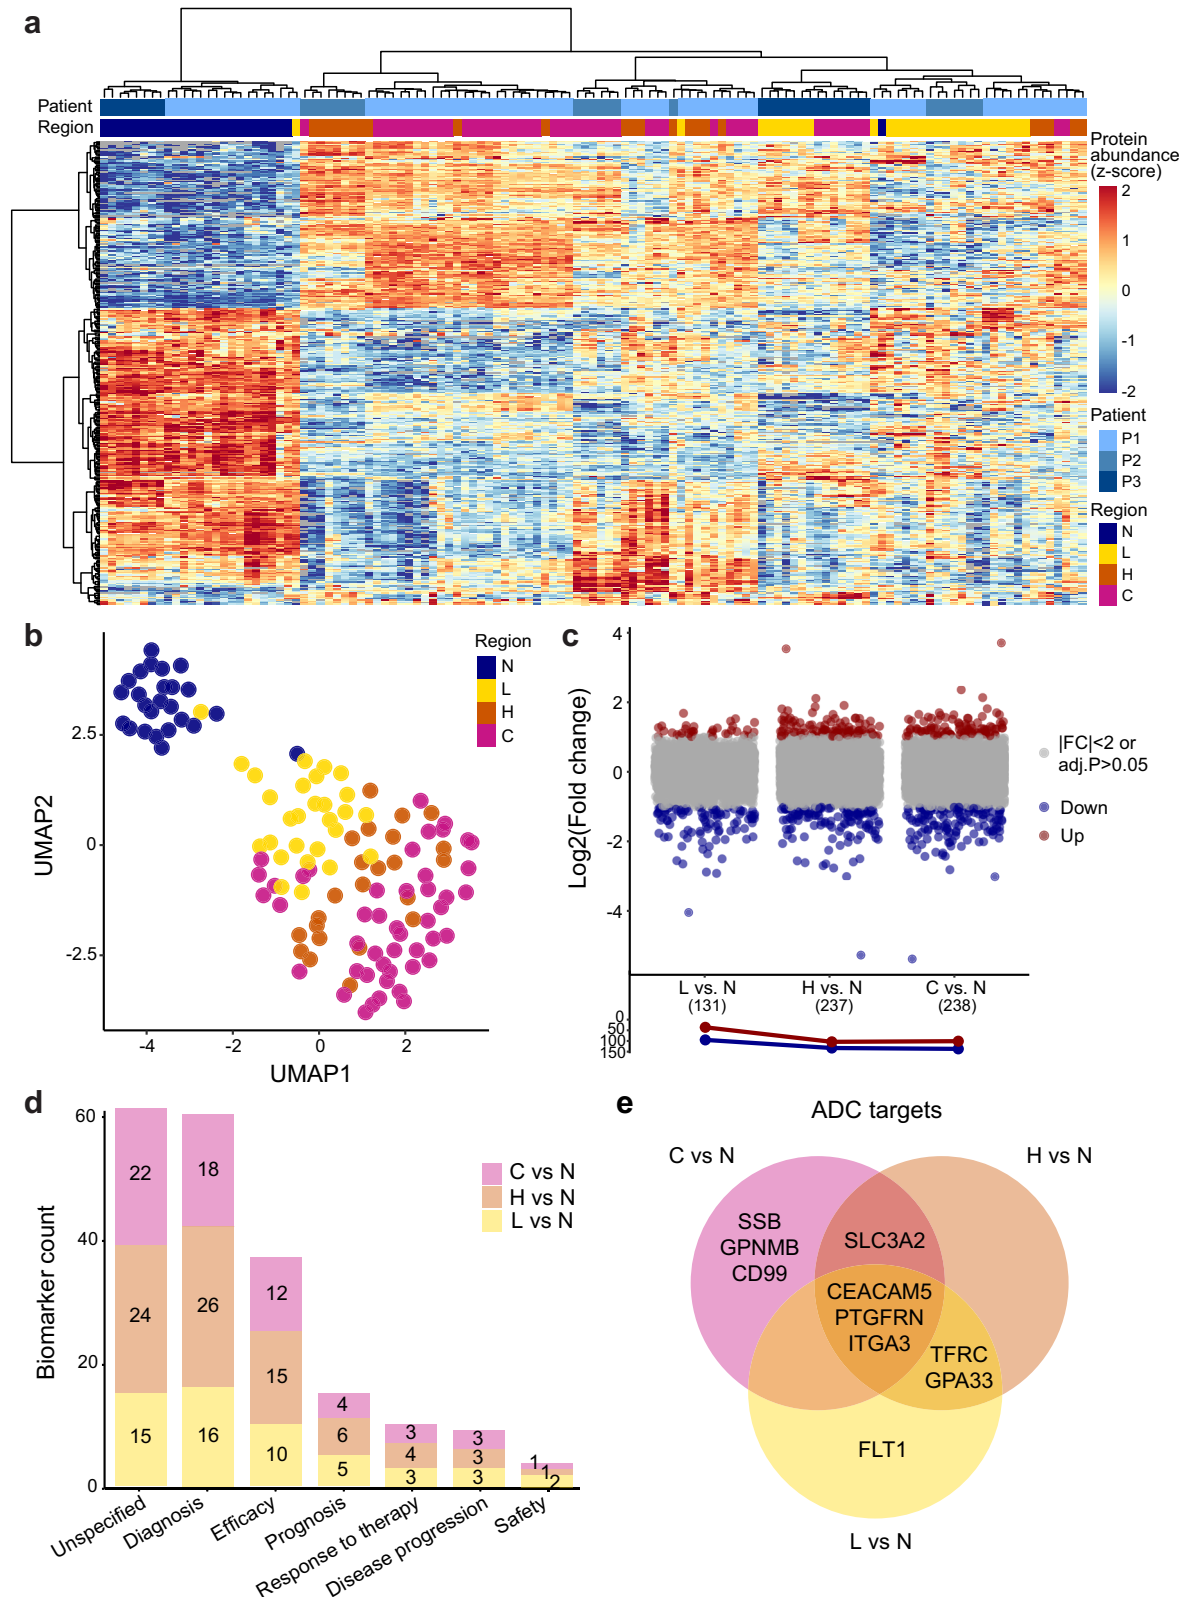 a
Patient
Region
Protein
abundance
(z-score)
2
1
0
-1
-2
Patient
P1
P2
P3
Region
N
L
H
C
b
Region
N
L
H
C
UMAP2
2.5
0
-2.5
-4
-2
0
2
UMAP1
c
Log2(Fold change)
4
2
0
-2
-4
|FC|<2 or
adj.P>0.05
Down
Up
L vs. N
(131)
H vs. N
(237)
C vs. N
(238)
0
50
100
150
d
Biomarker count
60
40
20
0
C vs N
H vs N
L vs N
22
24
15
18
26
16
12
15
10
4
6
5
3
4
3
3
3
3
1
1
2
Unspecified
Diagnosis
Efficacy
Prognosis
Response to therapy
Disease progression
Safety
e
ADC targets
C vs N
H vs N
SSB
GPNMB
CD99
SLC3A2
CEACAM5
PTGFRN
ITGA3
TFRC
GPA33
FLT1
L vs N